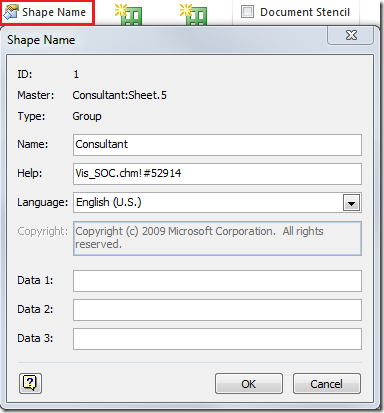 Shape Name
Document Stencil
Shape Name
ID: 1
Master: Consultant:Sheet.5
Type: Group
Name: Consultant
Help: Vis_SOC.chm!#52914
Language: English (U.S.)
Copyright: Copyright (c) 2009 Microsoft Corporation. All rights
reserved.
Data 1:
Data 2:
Data 3:
?
OK Cancel